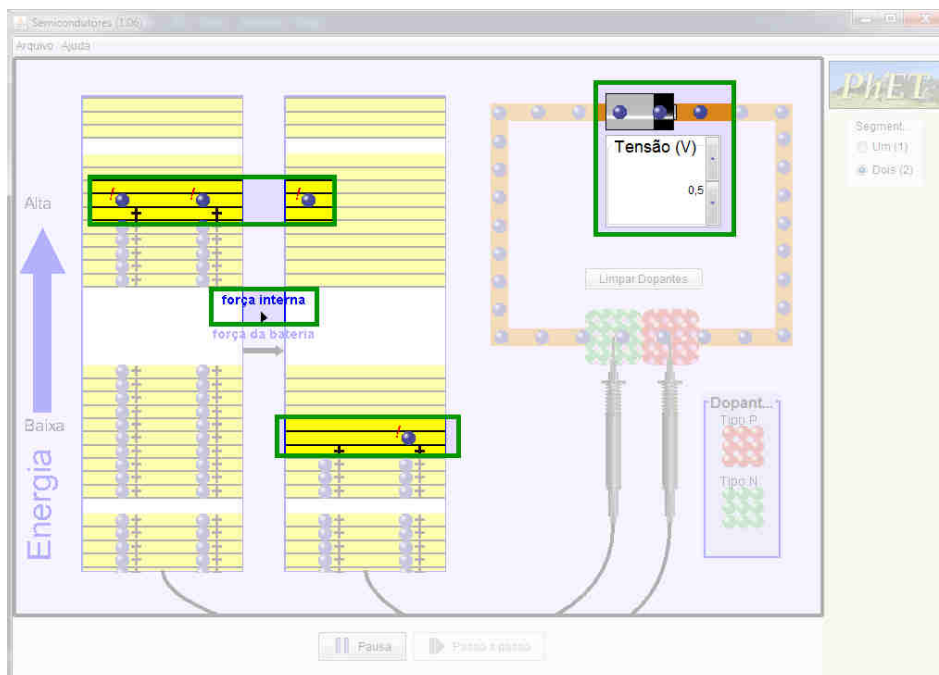 Semicondutores (1.06)
Arquivo Ajuda
PhET
Segment...
Um (1)
Dois (2)
Tensão (V)
0,5
Alta
Limpar Dopantes
força interna
força da bateria
Dopant...
Tipo P
Baixa
Tipo N
Energia
Pausa
Passo a passo